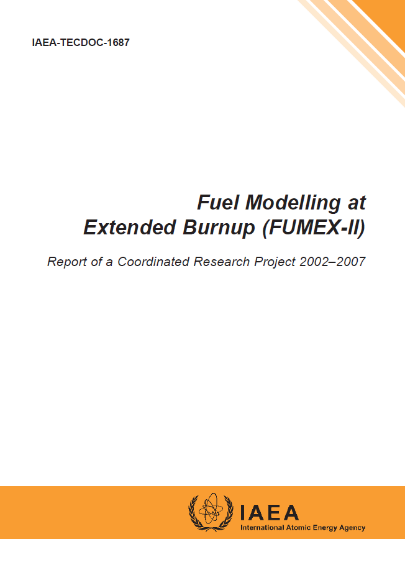 IAEA-TECDOC-1687
Fuel Modelling at
Extended Burnup (FUMEX-II)
Report of a Coordinated Research Project 2002–2007
IAEA
International Atomic Energy Agency